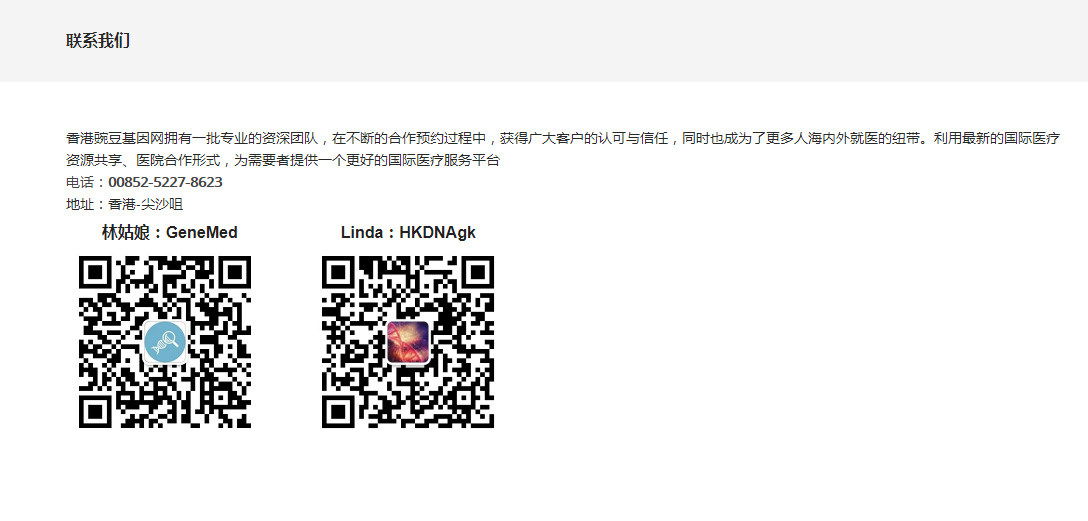 联系我们
香港豌豆基因网拥有一批专业的资深团队，在不断的合作预约过程中，获得广大客户的认可与信任，同时也成为了更多人海内外就医的纽带。利用最新的国际医疗
资源共享、医院合作形式，为需要者提供一个更好的国际医疗服务平台
电话：00852-5227-8623
地址：香港-尖沙咀
林姑娘：GeneMed
Linda：HKDNAgk